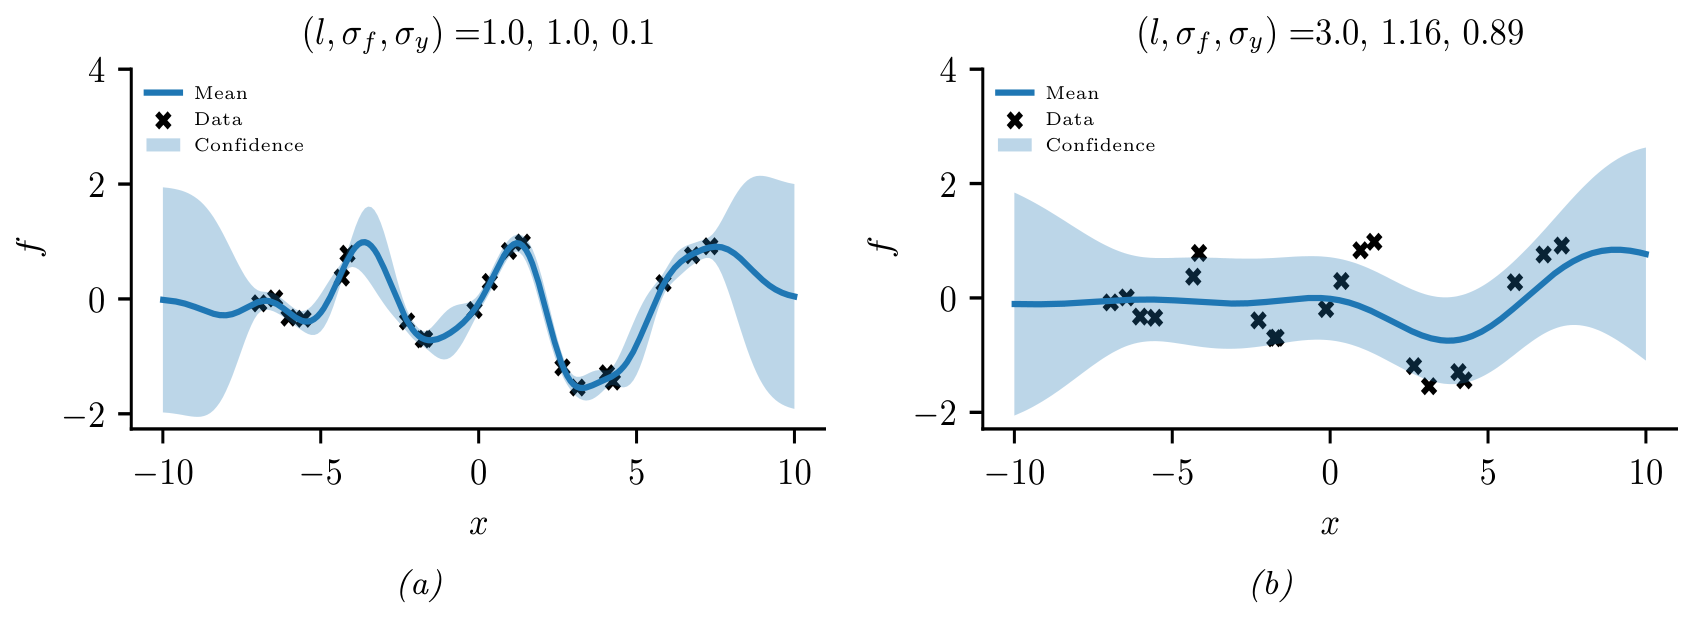 (l, σ_f, σ_y) =1.0, 1.0, 0.1
4
2
0
−2
f
Mean
Data
Confidence
−10 −5 0 5 10
x
(a)
(l, σ_f, σ_y) =3.0, 1.16, 0.89
4
2
0
−2
f
Mean
Data
Confidence
−10 −5 0 5 10
x
(b)